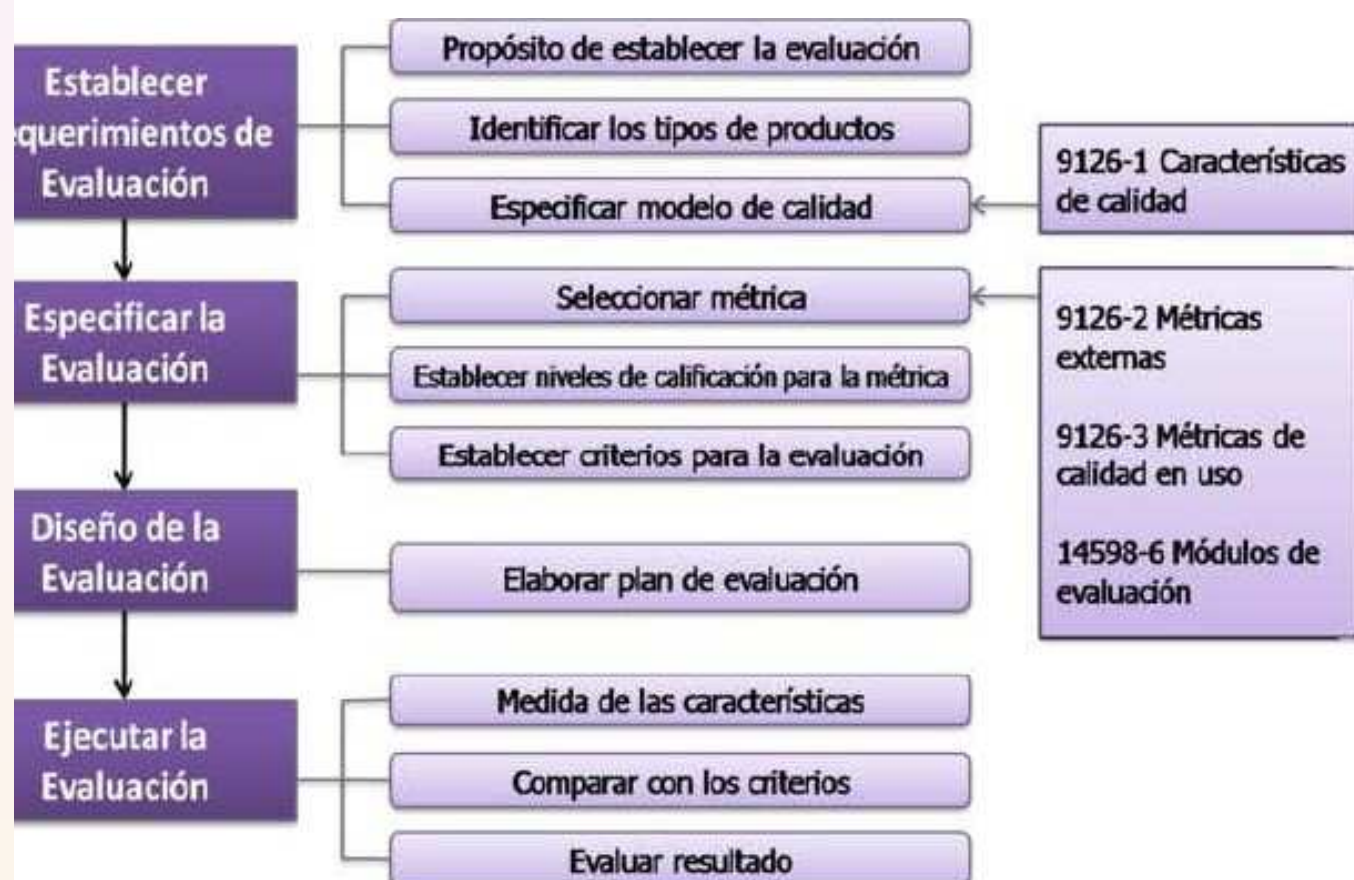 Establecer
equerimientos de
Evaluación
Propósito de establecer la evaluación
Identificar los tipos de productos
Especificar modelo de calidad
9126-1 Características
de calidad
Especificar la
Evaluación
Seleccionar métrica
Establecer niveles de calificación para la métrica
Establecer criterios para la evaluación
9126-2 Métricas
externas
9126-3 Métricas de
calidad en uso
14598-6 Módulos de
evaluación
Diseño de la
Evaluación
Elaborar plan de evaluación
Ejecutar la
Evaluación
Medida de las características
Comparar con los criterios
Evaluar resultado